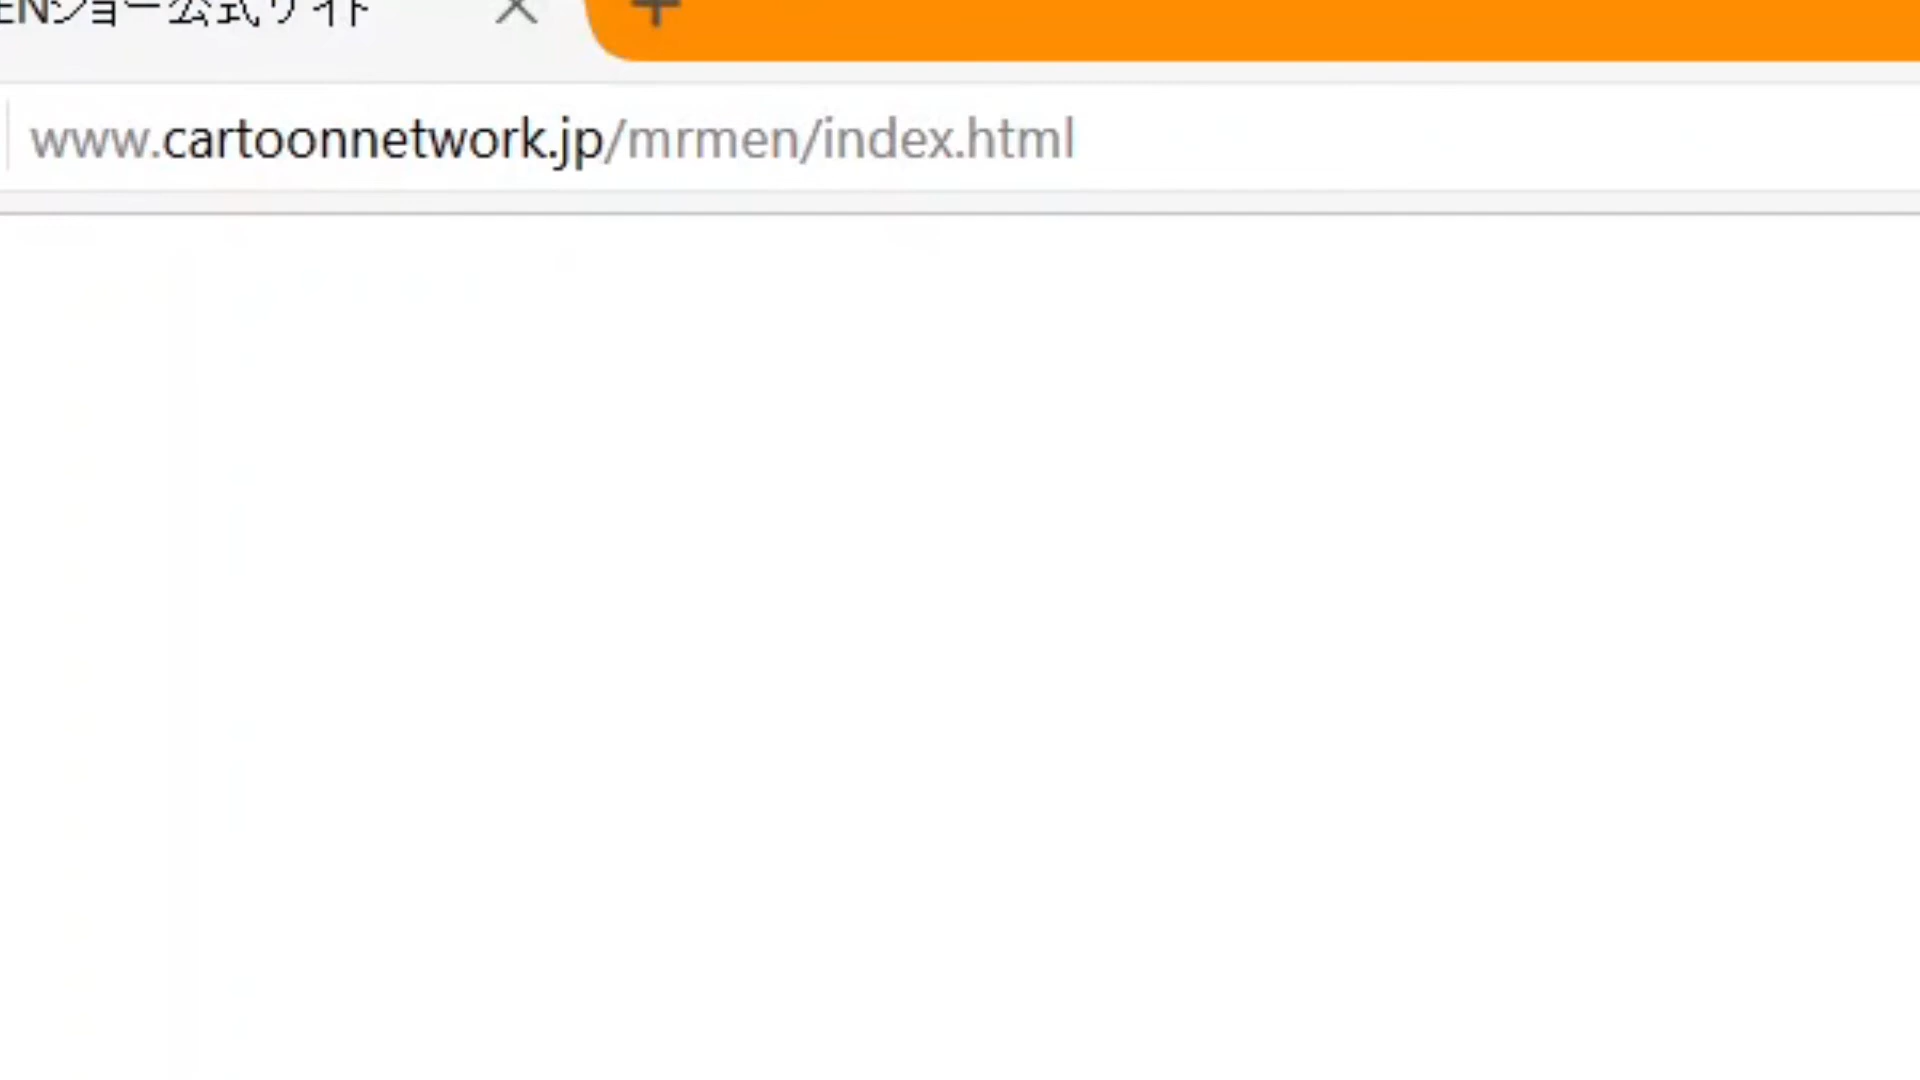 ENショー公式サイト
www.cartoonnetwork.jp/mrmen/index.html